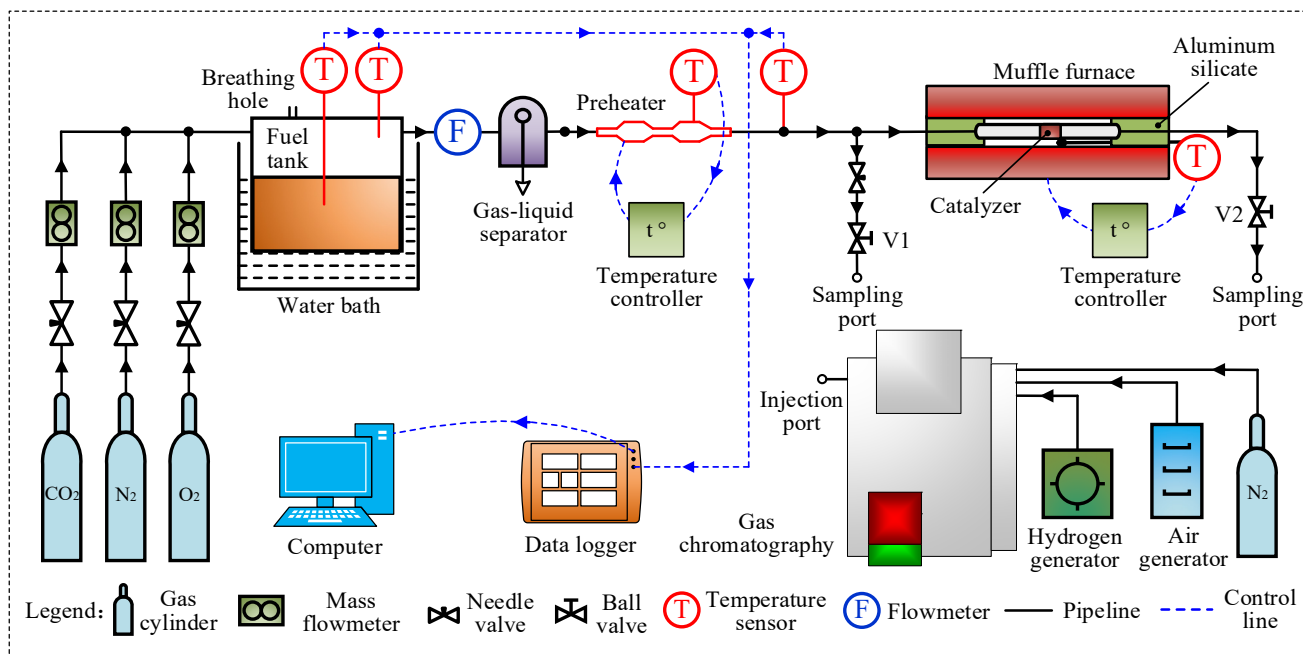 Breathing
hole
T
T
T
T
Muffle furnace
Aluminum
silicate
Preheater
Fuel
tank
F
T
Gas-liquid
separator
t°
Catalyzer
t°
V1
V2
Water bath
Temperature
controller
Sampling
port
Temperature
controller
Sampling
port
Injection
port
CO2
N2
O2
N2
Computer
Data logger
Gas
chromatography
Hydrogen
generator
Air
generator
Legend:
Gas
cylinder
Mass
flowmeter
Needle
valve
Ball
valve
T
Temperature
sensor
F
Flowmeter
Pipeline
Control
line